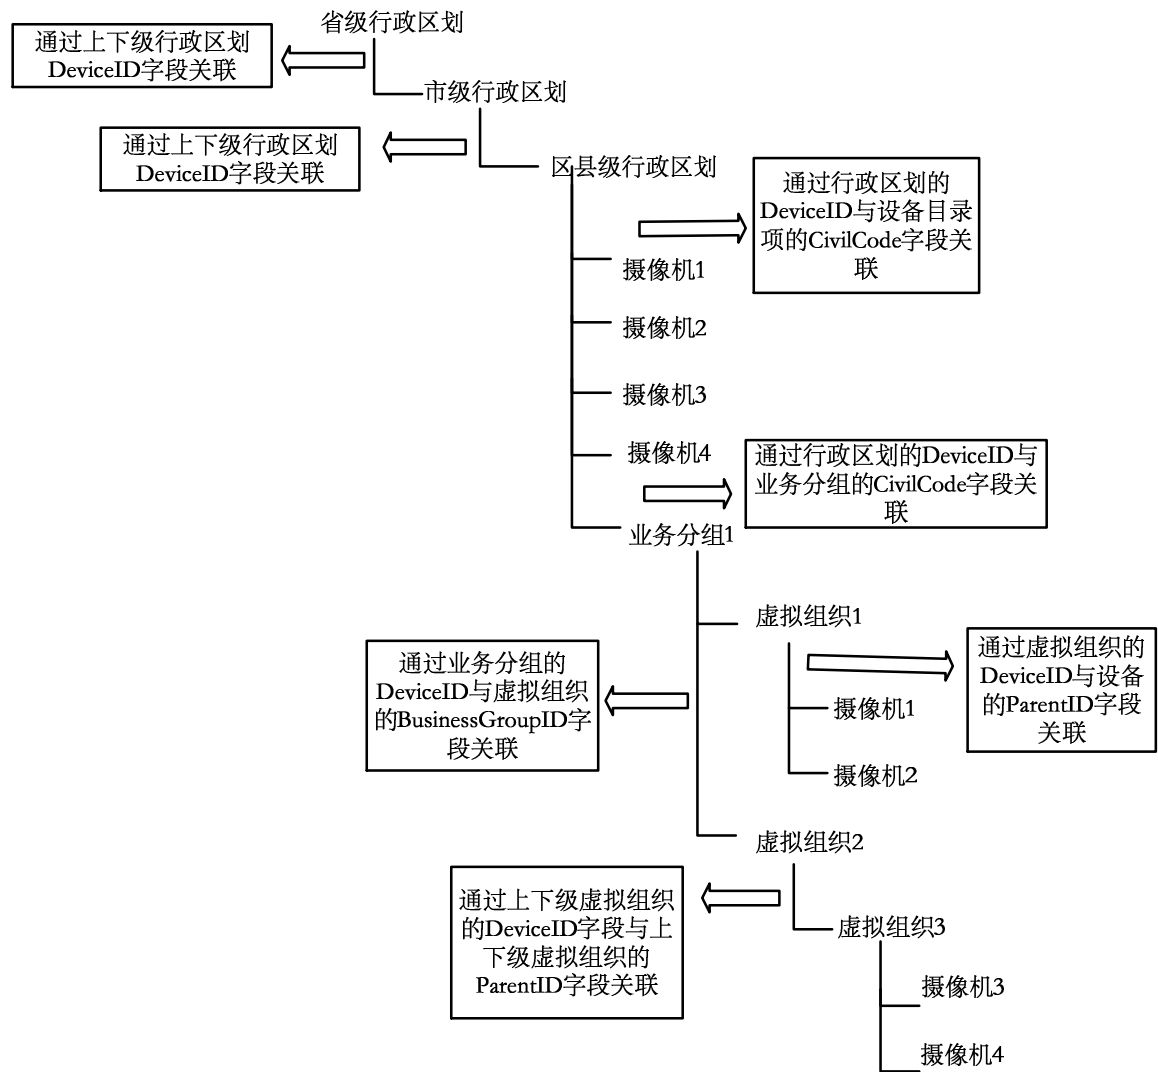 省级行政区划
通过上下级行政区划
DeviceID字段关联
市级行政区划
通过上下级行政区划
DeviceID字段关联
区县级行政区划
通过行政区划的
DeviceID与设备目录
项的CivilCode字段关
联
摄像机1
摄像机2
摄像机3
摄像机4
通过行政区划的DeviceID与
业务分组的CivilCode字段关
联
业务分组1
虚拟组织1
通过业务分组的
DeviceID与虚拟组织
的BusinessGroupID字
段关联
通过虚拟组织的
DeviceID与设备
的ParentID字段
关联
摄像机1
摄像机2
虚拟组织2
通过上下级虚拟组织
的DeviceID字段与上
下级虚拟组织的
ParentID字段关联
虚拟组织3
摄像机3
摄像机4